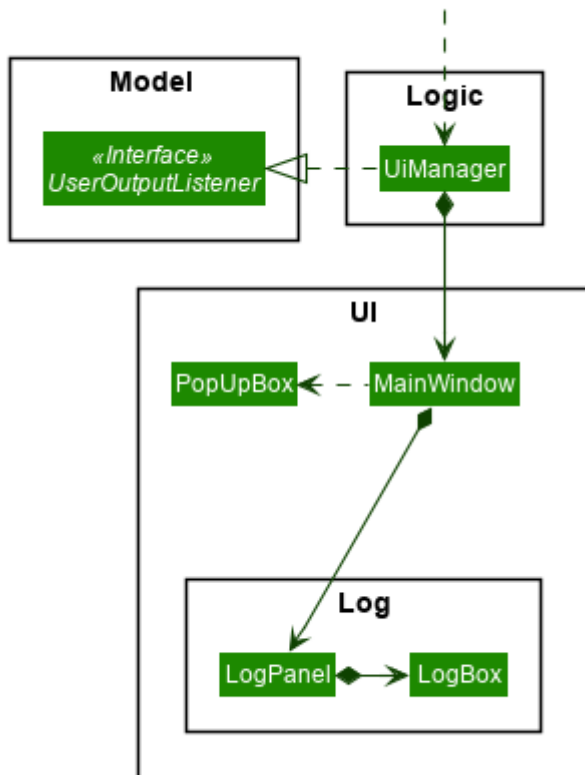 Model
Logic
«Interface»
UserOutputListener
UiManager
UI
PopUpBox
MainWindow
Log
LogPanel
LogBox